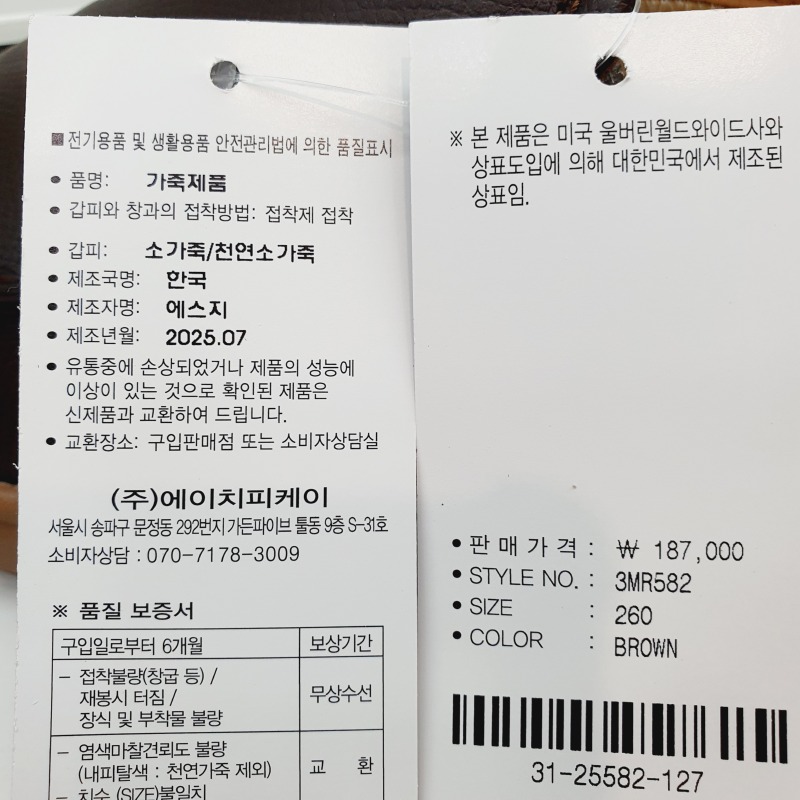 ■ 전기용품 및 생활용품 안전관리법에 의한 품질표시
● 품명: 가죽제품
● 갑피와 창과의 접착방법: 접착제 접착
● 갑피: 소가죽/천연소가죽
● 제조국명: 한국
● 제조자명: 에스지
● 제조년월: 2025.07
● 유통중에 손상되었거나 제품의 성능에
이상이 있는 것으로 확인된 제품은
신제품과 교환하여 드립니다.
● 교환장소: 구입판매점 또는 소비자상담실
(주)에이치피케이
서울시 송파구 문정동 292번지 가든파이브 툴동 9층 S-31호
소비자상담 : 070-7178-3009
※ 품질 보증서
구입일로부터 6개월 보상기간
- 접착불량(창굽 등) /
재봉시 터짐 /
장식 및 부착물 불량
무상수선
- 염색마찰견뢰도 불량
(내피탈색 : 천연가죽 제외)
교 환
- 치수 (SIZE)불일치
※ 본 제품은 미국 울버린월드와이드사와
상표도입에 의해 대한민국에서 제조된
상표임.
● 판매가격 : ₩ 187,000
● STYLE NO. : 3MR582
● SIZE : 260
● COLOR : BROWN
31-25582-127